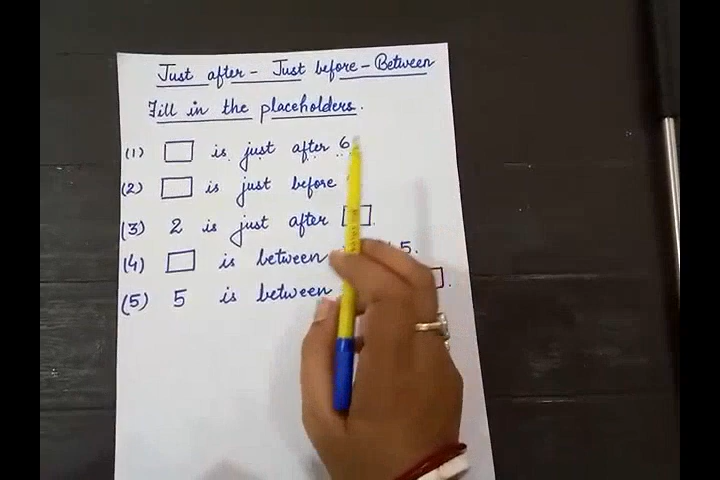 Just after - Just before - Between
Fill in the placeholders.
(1) is just after 6
(2) is just before
(3) 2 is just after
(4) is between 5.
(5) 5 is between